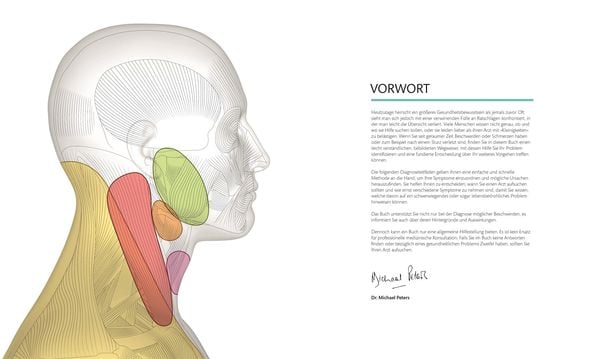 VORWORT
Heutzutage herrscht ein größeres Gesundheitsbewusstsein als jemals zuvor. Oft
sieht man sich jedoch mit einer verwirrenden Fülle an Ratschlägen konfrontiert, in
der man leicht die Übersicht verliert. Viele Menschen wissen nicht genau, ob und
wo sie Hilfe suchen sollen, oder sie leiden lieber als ihren Arzt mit »Kleinigkeiten«
zu belästigen. Wenn Sie seit geraumer Zeit Beschwerden oder Schmerzen haben
oder sich womöglich nach einem Sturz verletzt sind, finden Sie in diesem Buch einen
leicht verständlichen, bebilderten Wegweiser, mit dessen Hilfe Sie Ihr Problem
identifizieren und eine fundierte Entscheidung über Ihr weiteres Vorgehen treffen
können.
Die folgenden Diagnoseleitfäden geben Ihnen eine einfache und schnelle
Methode an die Hand, um Ihre Symptome einzuordnen und mögliche Ursachen
herauszufinden. Sie helfen Ihnen zu entscheiden, wann Sie einen Arzt aufsuchen
sollten und wie ernst verschiedene Symptome zu nehmen sind, damit Sie wissen,
welche davon auf ein schwerwiegendes oder sogar lebensbedrohliches Problem
hinweisen können.
Das Buch unterstützt Sie nicht nur bei der Diagnose möglicher Beschwerden, es
informiert Sie auch über deren Hintergründe und Auswirkungen.
Dennoch kann ein Buch nur eine allgemeine Hilfestellung bieten. Es ist kein Ersatz
für professionelle medizinische Konsultation. Falls Sie im Buch keine Antworten
finden oder bezüglich eines gesundheitlichen Problems Zweifel haben, sollten Sie
Ihren Arzt aufsuchen.
Michael Peters
Dr. Michael Peters